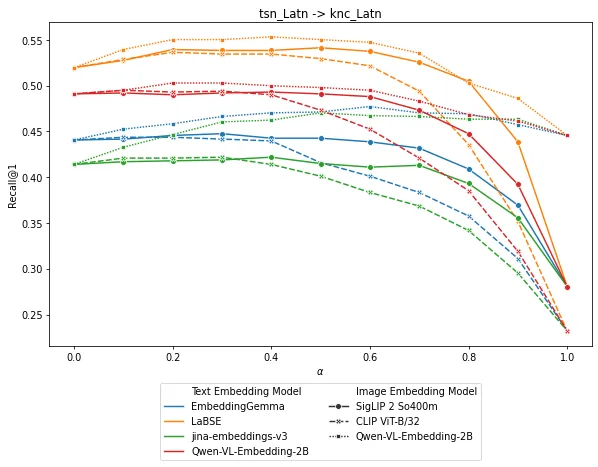 tsn_Latn -> knc_Latn
Recall@1
0.55
0.50
0.45
0.40
0.35
0.30
0.25
0.0
0.2
0.4
0.6
0.8
1.0
α
Text Embedding Model
EmbeddingGemma
LaBSE
jina-embeddings-v3
Qwen-VL-Embedding-2B
Image Embedding Model
SigLIP 2 So400m
CLIP ViT-B/32
Qwen-VL-Embedding-2B